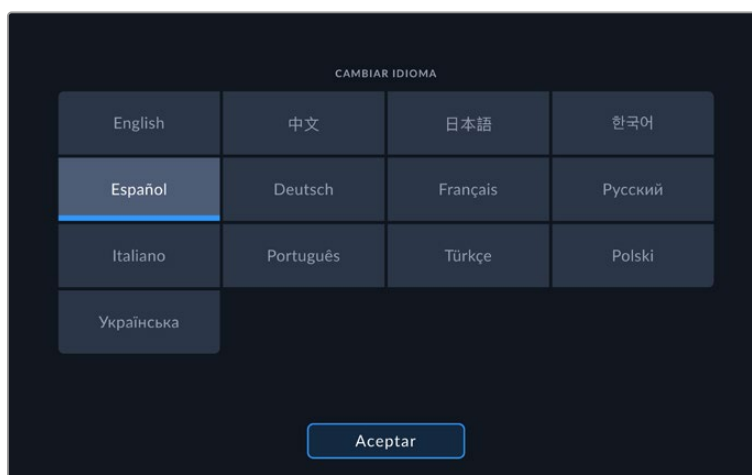 CAMBIAR IDIOMA
English 中文 日本語 한국어
Español Deutsch Français Русский
Italiano Português Türkçe Polski
Українська
Aceptar